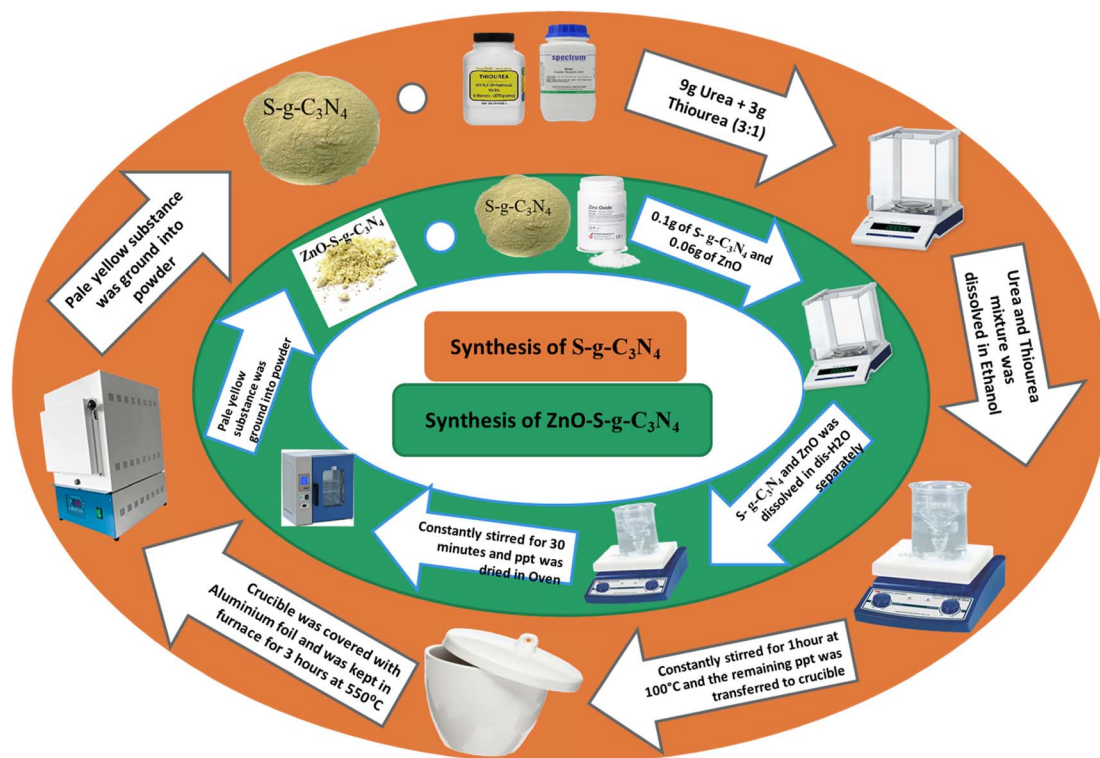 S-g-C₃N₄
THIOUREA
spectrum
9g Urea + 3g
Thiourea (3:1)
Urea and Thiourea
mixture was
dissolved in Ethanol
Constantly stirred for 1hour at
100°C and the remaining ppt was
transferred to crucible
Crucible was covered with
Aluminium foil and was kept in
furnace for 3 hours at 550⁰C
Pale yellow substance
was ground into
powder
S-g-C₃N₄
Zinc Oxide
0.1g of S- g-C₃N₄ and
0.06g of ZnO
S- g-C₃N₄ and ZnO was
dissolved in dis-H2O
separately
Constantly stirred for 30
minutes and ppt was
dried in Oven
Pale yellow
substance was
ground into powder
ZnO-S-g-C₃N₄
Synthesis of S-g-C₃N₄
Synthesis of ZnO-S-g-C₃N₄